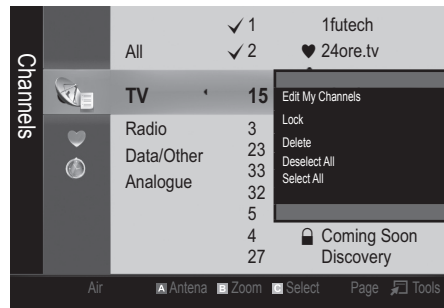 Channels
✓ 1 1futech
All ✓ 2 ♥ 24ore.tv
TV 15
Radio 3
Data/Other 23
Analogue 33
32
5
4 Coming Soon
27 Discovery
Edit My Channels
Lock
Delete
Deselect All
Select All
Air A Antena B Zoom C Select Page Tools